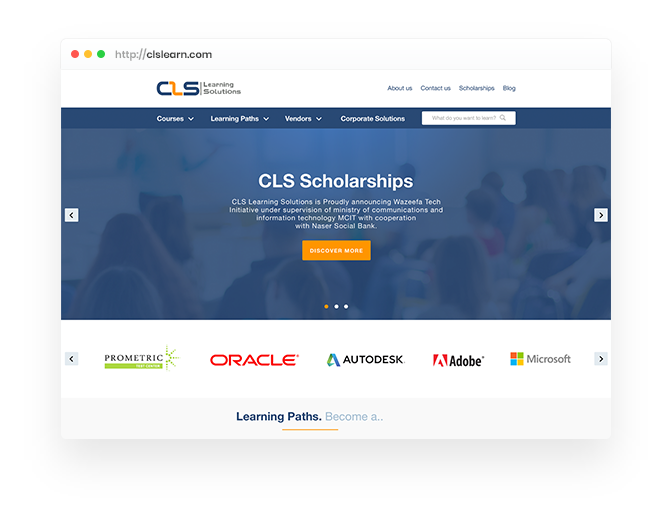 http://clslearn.com
CLS Learning
Solutions
About us Contact us Scholarships Blog
Courses Learning Paths Vendors Corporate Solutions What do you want to learn?
CLS Scholarships
CLS Learning Solutions is Proudly announcing Wazeefa Tech
Initiative under supervision of ministry of communications and
information technology MCIT with cooperation
with Naser Social Bank.
DISCOVER MORE
PROMETRIC
TEST CENTER
ORACLE®
AUTODESK.
Adobe®
Microsoft
Learning Paths. Become a..